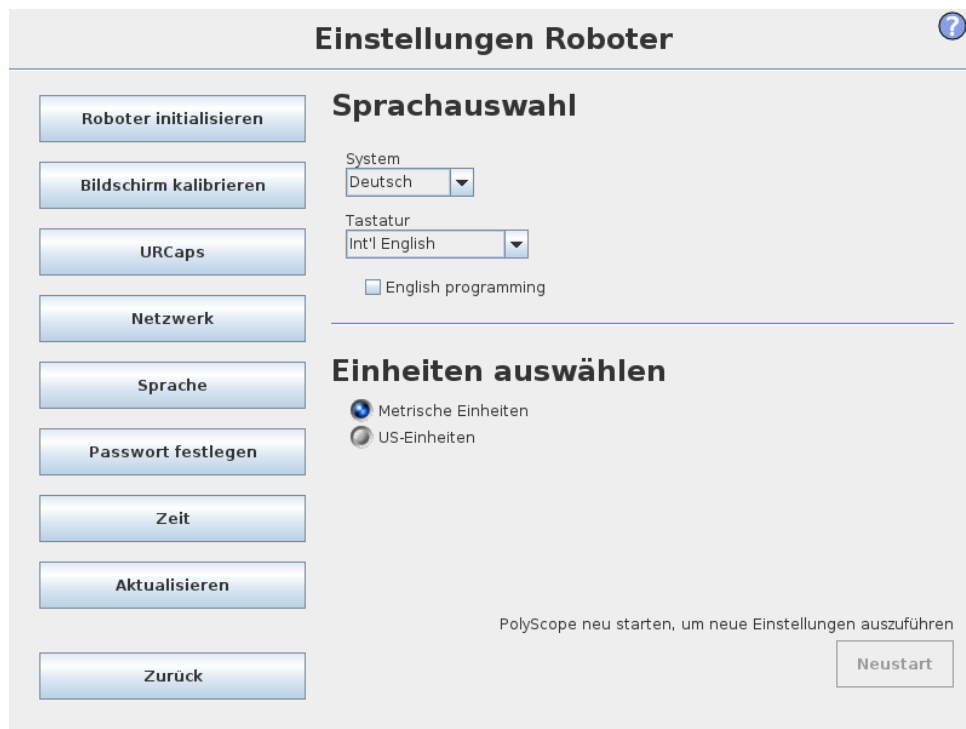 Einstellungen Roboter
?
Roboter initialisieren
Bildschirm kalibrieren
URCaps
Netzwerk
Sprache
Passwort festlegen
Zeit
Aktualisieren
Zurück
Sprachauswahl
System
Deutsch
Tastatur
Int'l English
English programming
Einheiten auswählen
Metrische Einheiten
US-Einheiten
PolyScope neu starten, um neue Einstellungen auszuführen
Neustart